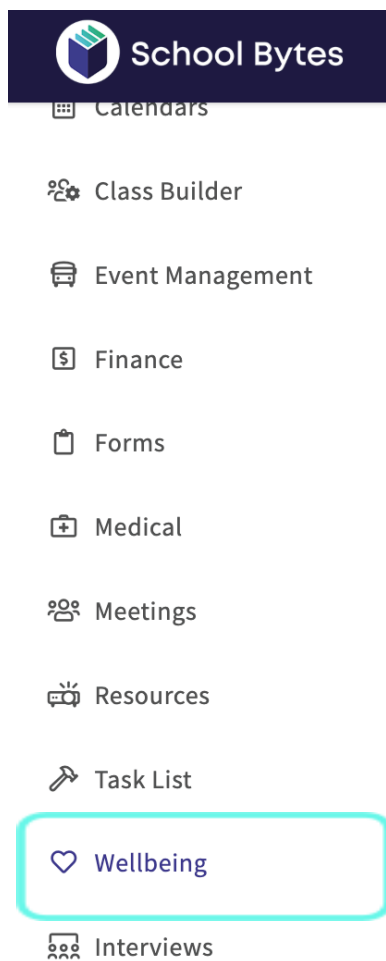 School Bytes
Calendars
Class Builder
Event Management
Finance
Forms
Medical
Meetings
Resources
Task List
Wellbeing
Interviews